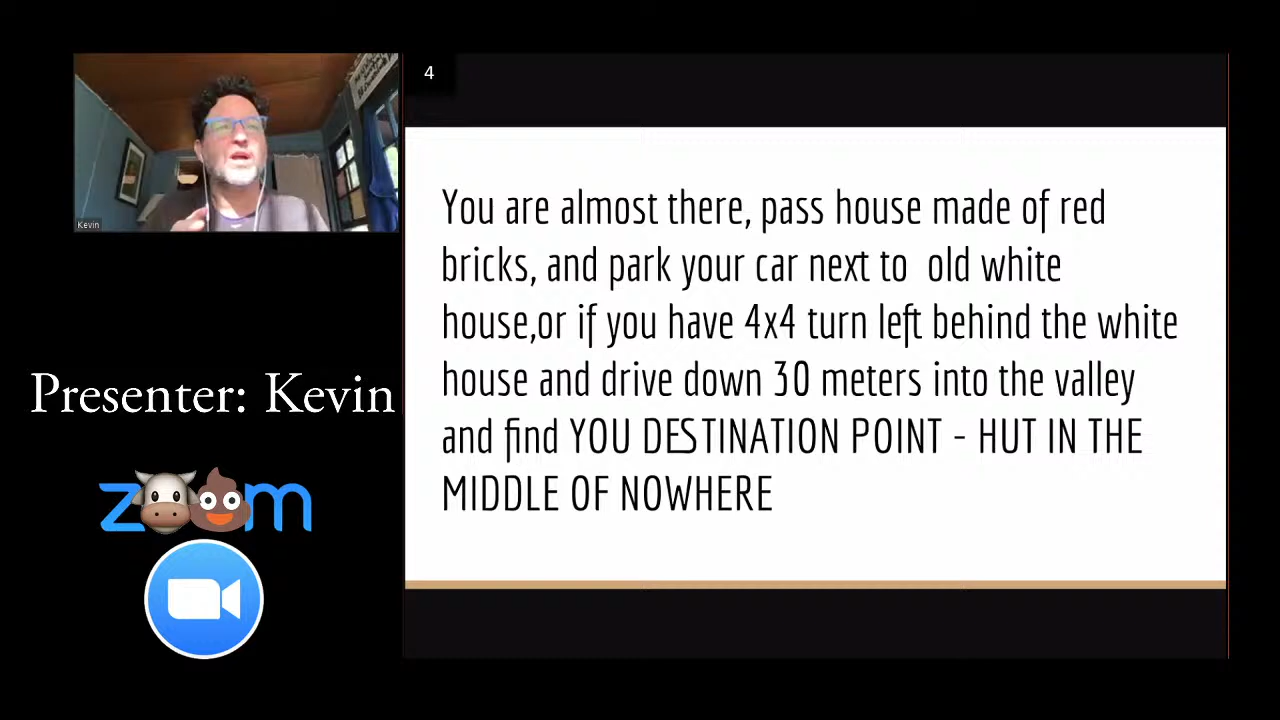 4
Kevin
You are almost there, pass house made of red
bricks, and park your car next to  old white
house,or if you have 4x4 turn left behind the white
house and drive down 30 meters into the valley
and find YOU DESTINATION POINT - HUT IN THE
MIDDLE OF NOWHERE
Presenter: Kevin
z🐮💩m